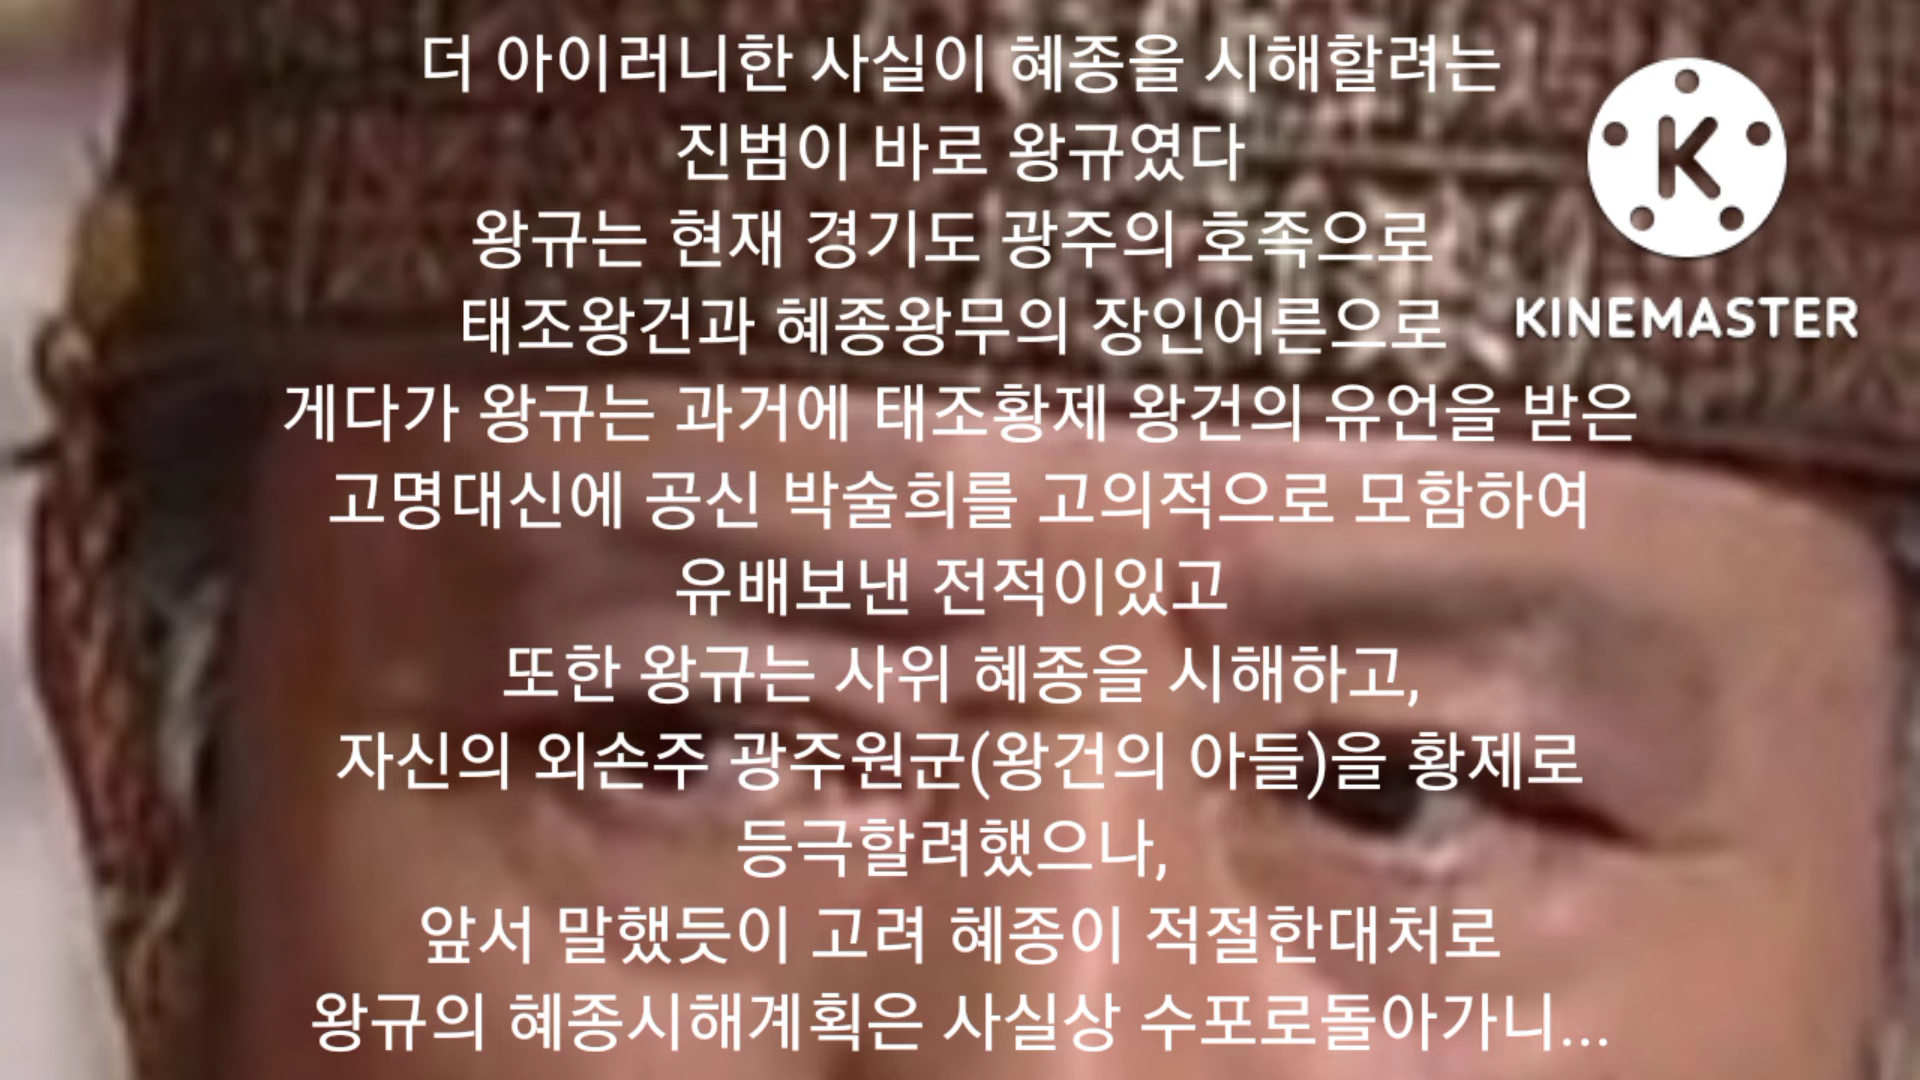 더 아이러니한 사실이 혜종을 시해할려는
진범이 바로 왕규였다
왕규는 현재 경기도 광주의 호족으로
태조왕건과 혜종왕무의 장인어른으로
게다가 왕규는 과거에 태조황제 왕건의 유언을 받은
고명대신에 공신 박술희를 고의적으로 모함하여
유배보낸 전적이있고
또한 왕규는 사위 혜종을 시해하고,
자신의 외손주 광주원군(왕건의 아들)을 황제로
등극할려했으나,
앞서 말했듯이 고려 혜종이 적절한대처로
왕규의 혜종시해계획은 사실상 수포로돌아가니...
K
KINEMASTER